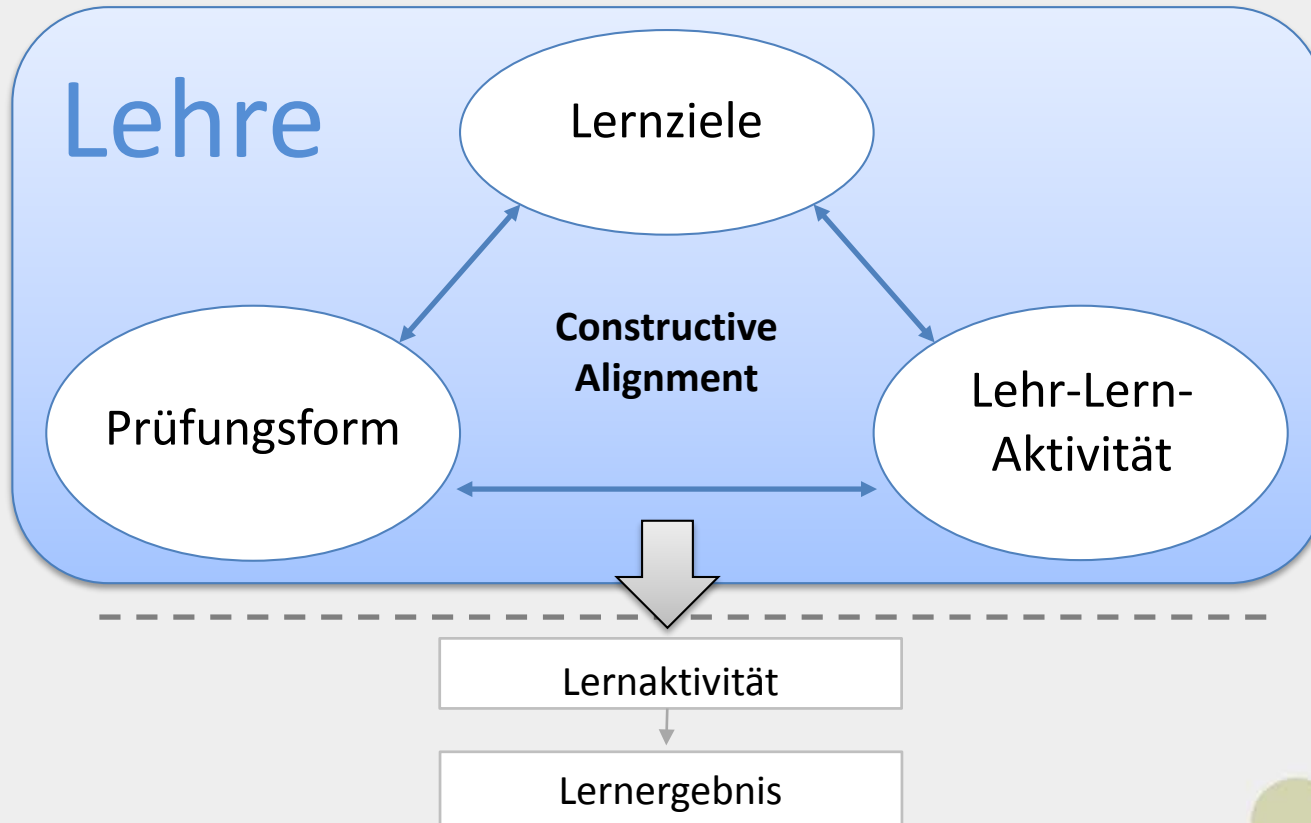 Lehre
Lernziele
Constructive
Alignment
Prüfungsform
Lehr-Lern-
Aktivität
Lernaktivität
Lernergebnis